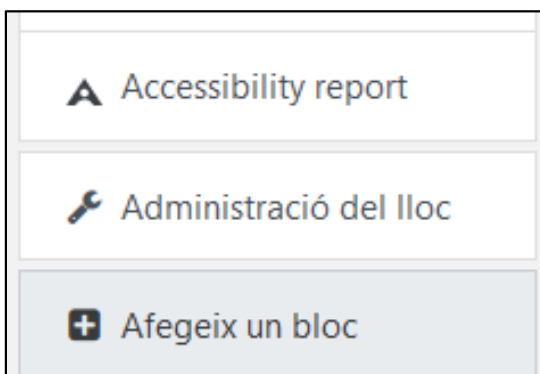 Accessibility report
Administració del lloc
Afegeix un bloc